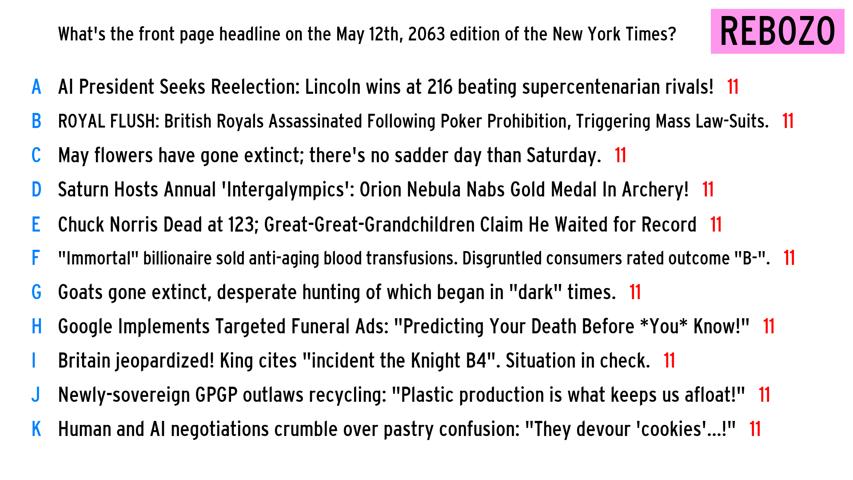 What's the front page headline on the May 12th, 2063 edition of the New York Times? REBOZO
A AI President Seeks Reelection: Lincoln wins at 216 beating supercentenarian rivals! 11
B ROYAL FLUSH: British Royals Assassinated Following Poker Prohibition, Triggering Mass Law-Suits. 11
C May flowers have gone extinct; there's no sadder day than Saturday. 11
D Saturn Hosts Annual 'Intergalympics': Orion Nebula Nabs Gold Medal In Archery! 11
E Chuck Norris Dead at 123; Great-Great-Grandchildren Claim He Waited for Record 11
F "Immortal" billionaire sold anti-aging blood transfusions. Disgruntled consumers rated outcome "B-". 11
G Goats gone extinct, desperate hunting of which began in "dark" times. 11
H Google Implements Targeted Funeral Ads: "Predicting Your Death Before *You* Know!" 11
I Britain jeopardized! King cites "incident the Knight B4". Situation in check. 11
J Newly-sovereign GPGP outlaws recycling: "Plastic production is what keeps us afloat!" 11
K Human and AI negotiations crumble over pastry confusion: "They devour 'cookies'...!" 11